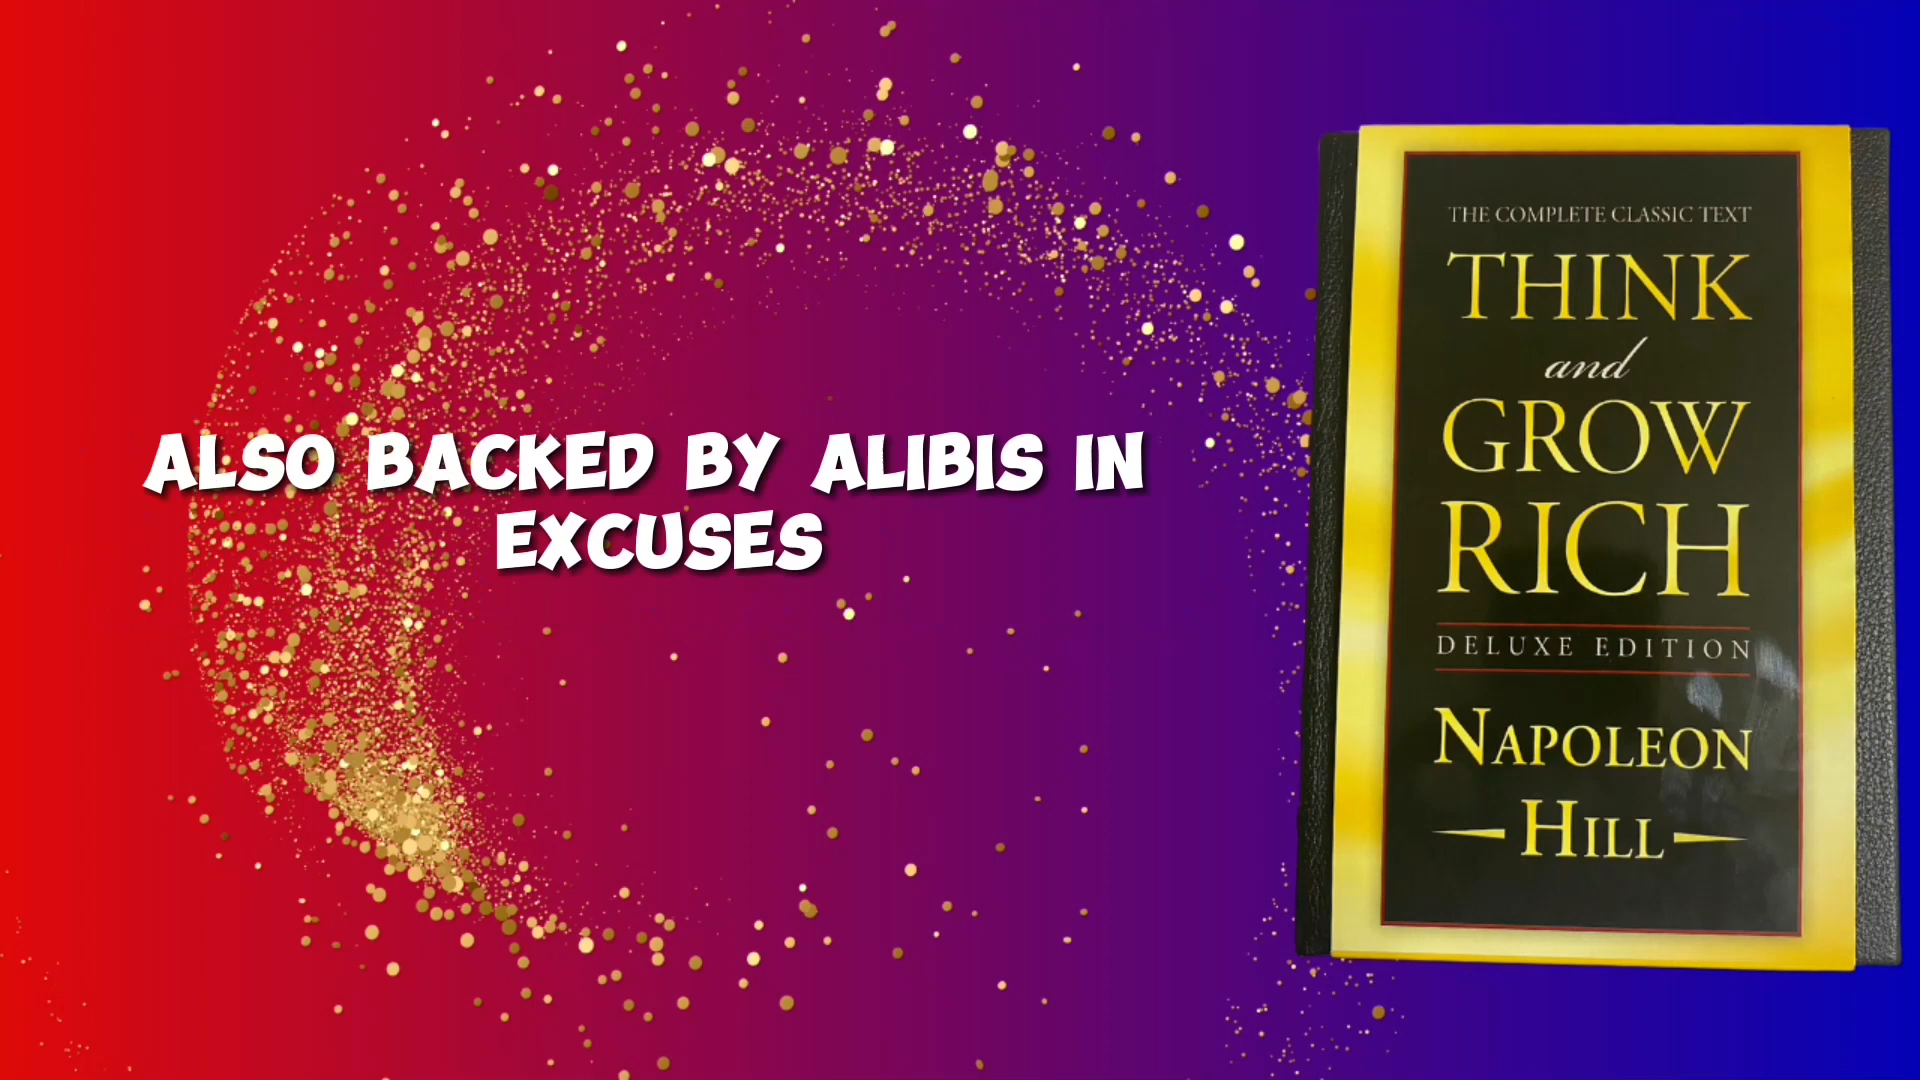 ALSO BACKED BY ALIBIS IN
EXCUSES
THE COMPLETE CLASSIC TEXT
THINK
and
GROW
RICH
DELUXE EDITION
NAPOLEON
HILL